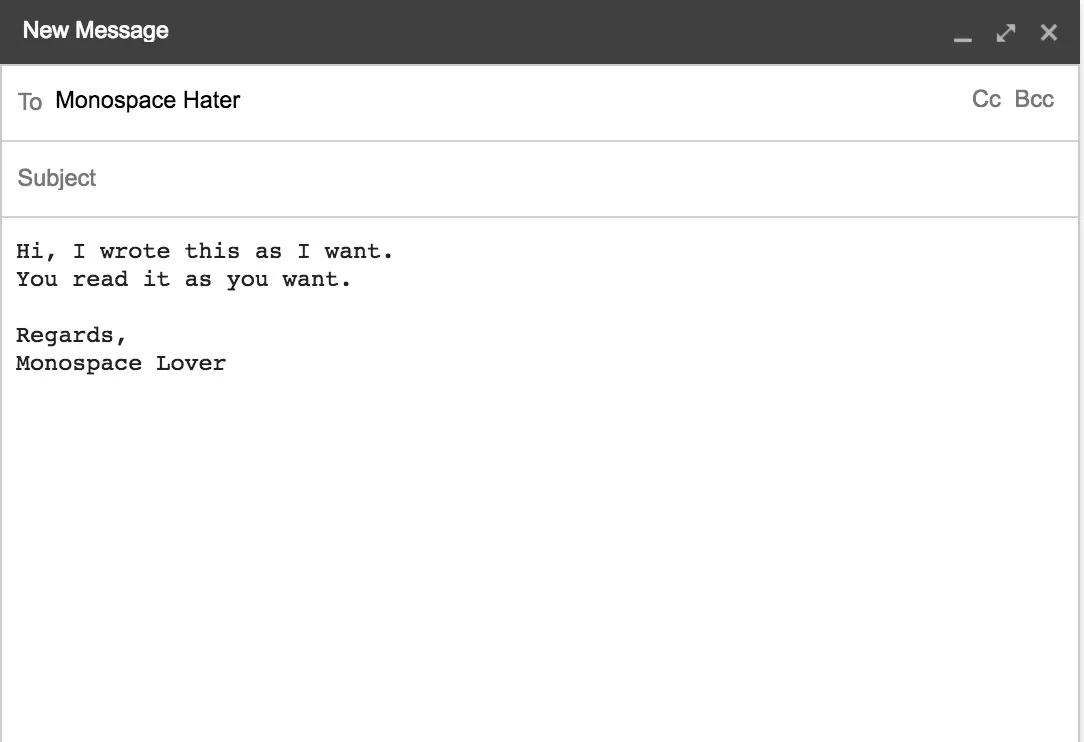 New Message
To Monospace Hater Cc Bcc
Subject
Hi, I wrote this as I want.
You read it as you want.
Regards,
Monospace Lover